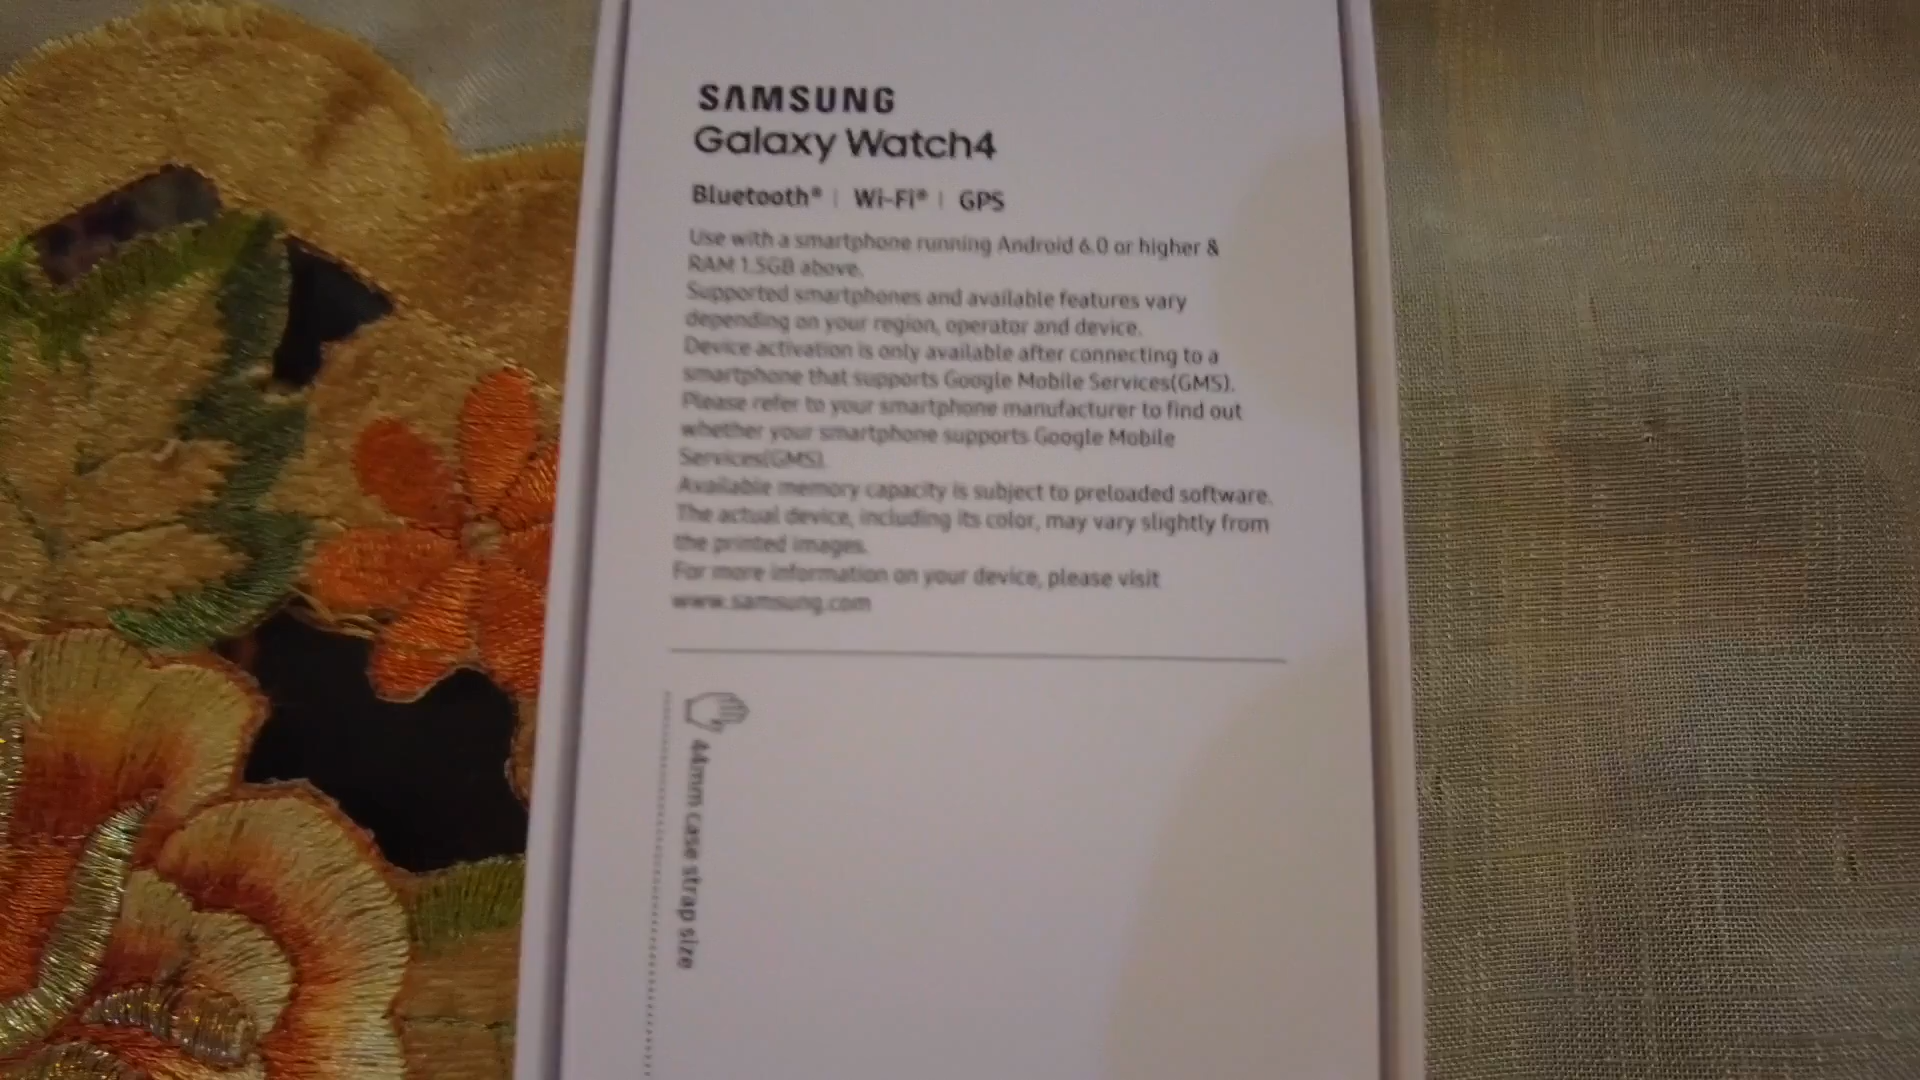 SAMSUNG
Galaxy Watch4
Bluetooth® | Wi-Fi® | GPS
Use with a smartphone running Android 6.0 or higher &
RAM 1.5GB above.
Supported smartphones and available features vary
depending on your region, operator and device.
Device activation is only available after connecting to a
smartphone that supports Google Mobile Services(GMS).
Please refer to your smartphone manufacturer to find out
whether your smartphone supports Google Mobile
Services(GMS).
Available memory capacity is subject to preloaded software.
The actual device, including its color, may vary slightly from
the printed images.
For more information on your device, please visit
www.samsung.com
44mm case strap size